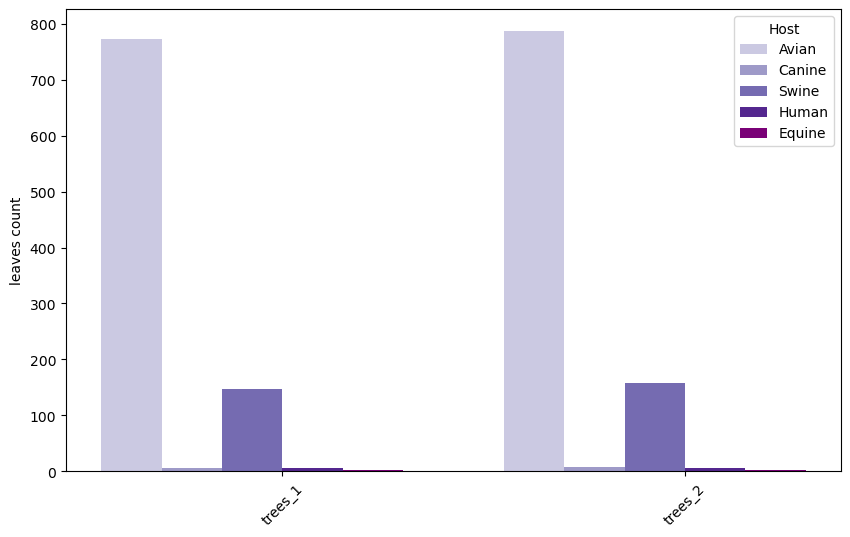 800
700
600
500
400
300
200
100
0
leaves count
Host
Avian
Canine
Swine
Human
Equine
trees_1
trees_2